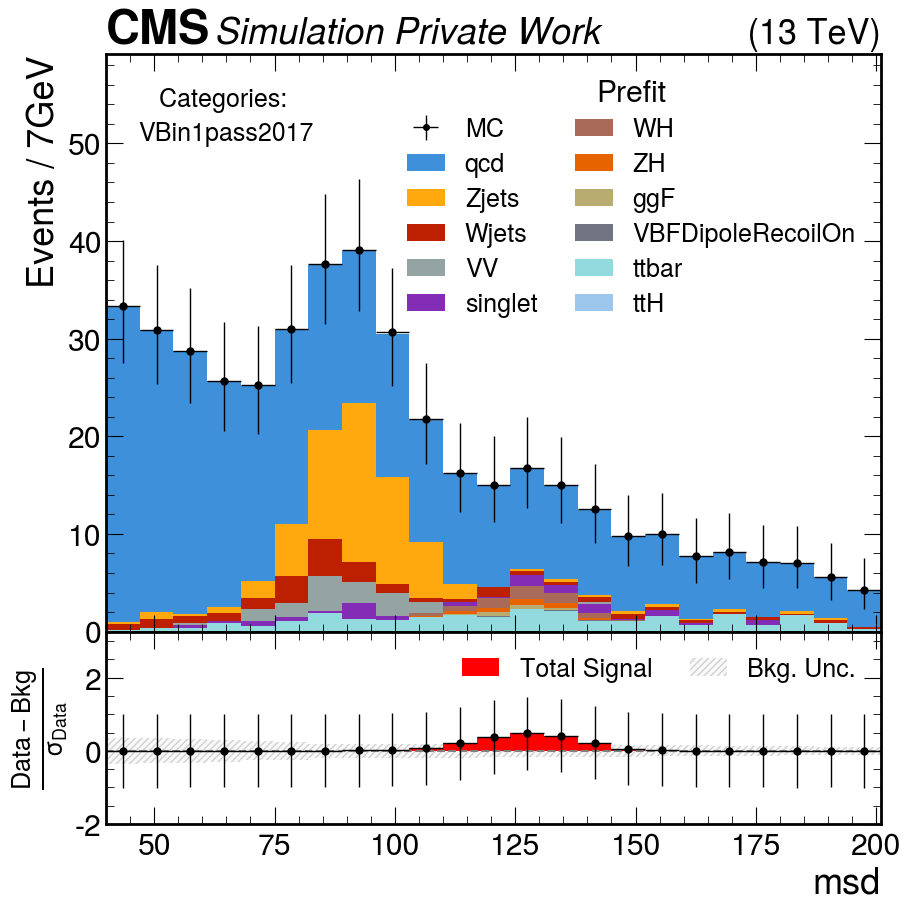 CMS Simulation Private Work (13 TeV)
Events / 7GeV
Categories:
VBin1pass2017
Prefit
MC
qcd
Zjets
Wjets
VV
singlet
WH
ZH
ggF
VBFDipoleRecoilOn
ttbar
ttH
50
40
30
20
10
0
Data – Bkg
σData
Total Signal
Bkg. Unc.
2
0
-2
50 75 100 125 150 175 200
msd